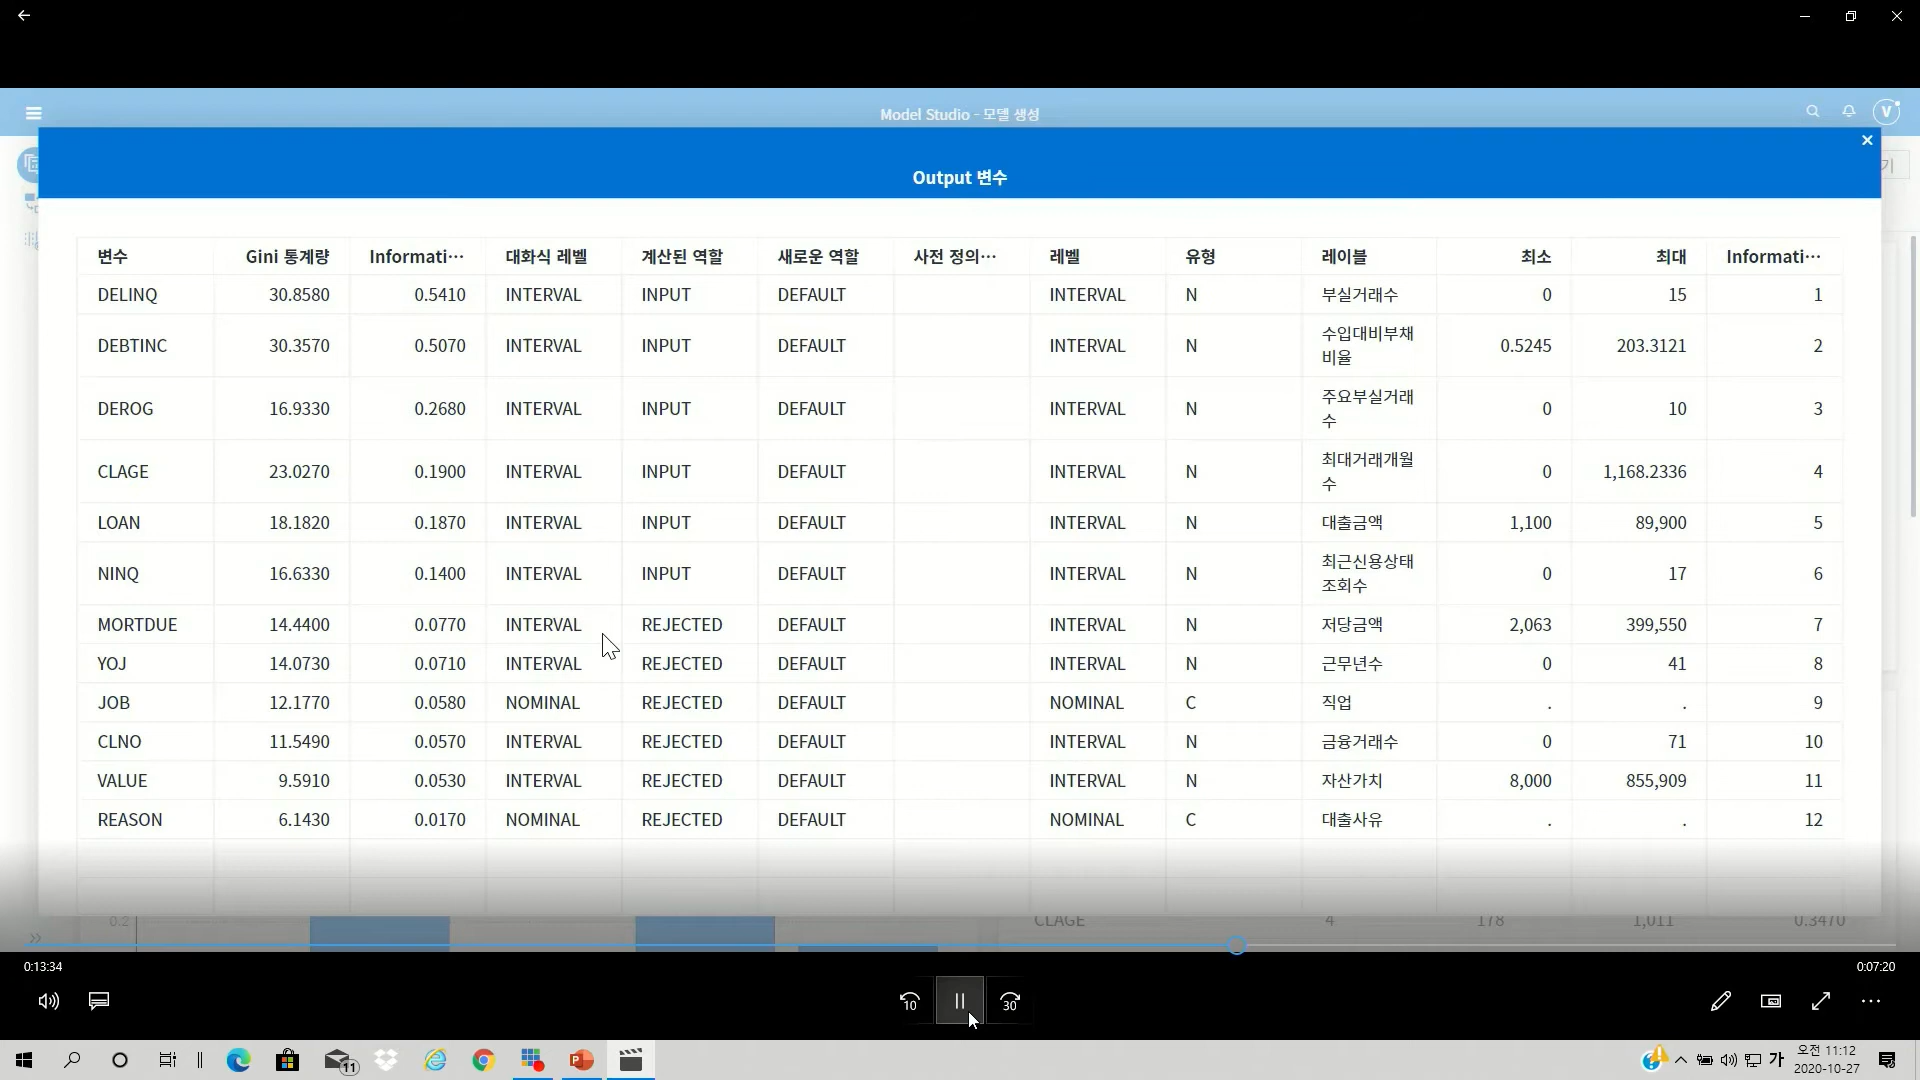 Model Studio - 모델 생성
V
기
Output 변수
변수 Gini 통계량 Informati… 대화식 레벨 계산된 역할 새로운 역할 사전 정의… 레벨 유형 레이블 최소 최대 Informati…
DELINQ 30.8580 0.5410 INTERVAL INPUT DEFAULT INTERVAL N 부실거래수 0 15 1
DEBTINC 30.3570 0.5070 INTERVAL INPUT DEFAULT INTERVAL N 수입대비부채 0.5245 203.3121 2
비율
DEROG 16.9330 0.2680 INTERVAL INPUT DEFAULT INTERVAL N 주요부실거래 0 10 3
수
CLAGE 23.0270 0.1900 INTERVAL INPUT DEFAULT INTERVAL N 최대거래개월 0 1,168.2336 4
수
LOAN 18.1820 0.1870 INTERVAL INPUT DEFAULT INTERVAL N 대출금액 1,100 89,900 5
NINQ 16.6330 0.1400 INTERVAL INPUT DEFAULT INTERVAL N 최근신용상태 0 17 6
조회수
MORTDUE 14.4400 0.0770 INTERVAL REJECTED DEFAULT INTERVAL N 저당금액 2,063 399,550 7
YOJ 14.0730 0.0710 INTERVAL REJECTED DEFAULT INTERVAL N 근무년수 0 41 8
JOB 12.1770 0.0580 NOMINAL REJECTED DEFAULT NOMINAL C 직업 . . 9
CLNO 11.5490 0.0570 INTERVAL REJECTED DEFAULT INTERVAL N 금융거래수 0 71 10
VALUE 9.5910 0.0530 INTERVAL REJECTED DEFAULT INTERVAL N 자산가치 8,000 855,909 11
REASON 6.1430 0.0170 NOMINAL REJECTED DEFAULT NOMINAL C 대출사유 . . 12
0.2 CLAGE 4 178 1,011 0.3470
0:13:34 0:07:20
10 30
11
가
오전 11:12
2020-10-27